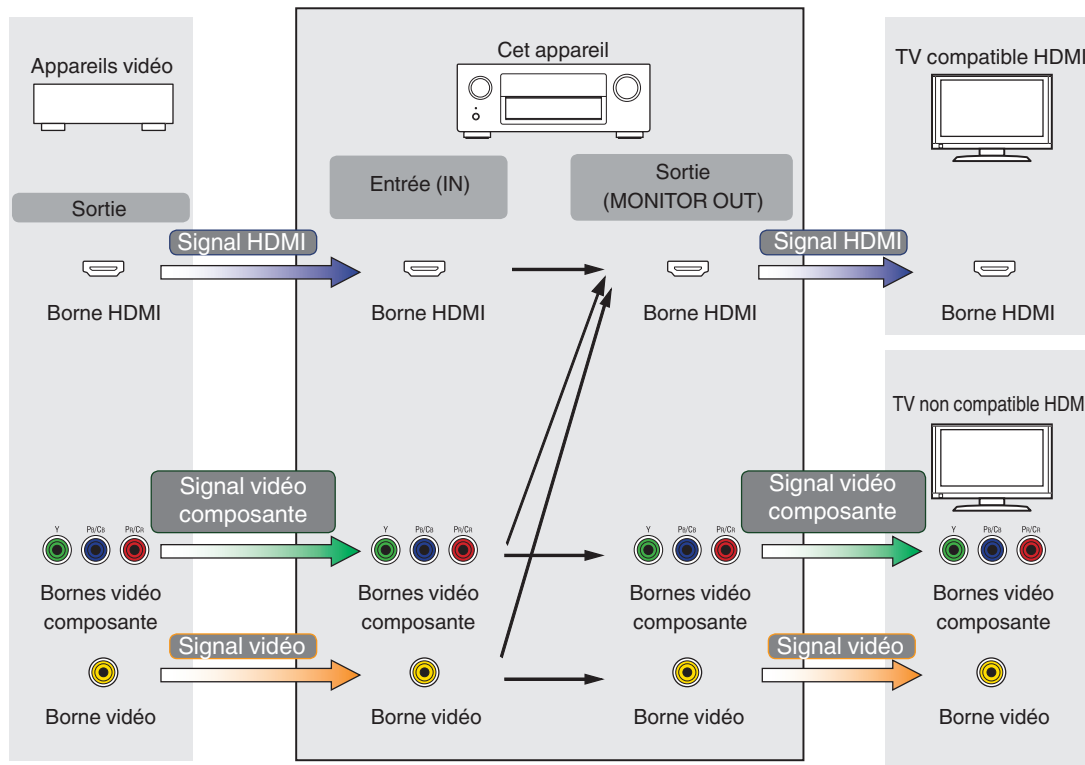 Appareils vidéo
Cet appareil
TV compatible HDMI
Sortie
Entrée (IN)
Sortie
(MONITOR OUT)
Signal HDMI
Signal HDMI
Borne HDMI
Borne HDMI
Borne HDMI
Borne HDMI
TV non compatible HDM
Signal vidéo
composante
Signal vidéo
composante
Y PB/CB PR/CR
Y PB/CB PR/CR
Y PB/CB PR/CR
Y PB/CB PR/CR
Bornes vidéo
composante
Bornes vidéo
composante
Bornes vidéo
composante
Bornes vidéo
composante
Signal vidéo
Signal vidéo
Borne vidéo
Borne vidéo
Borne vidéo
Borne vidéo